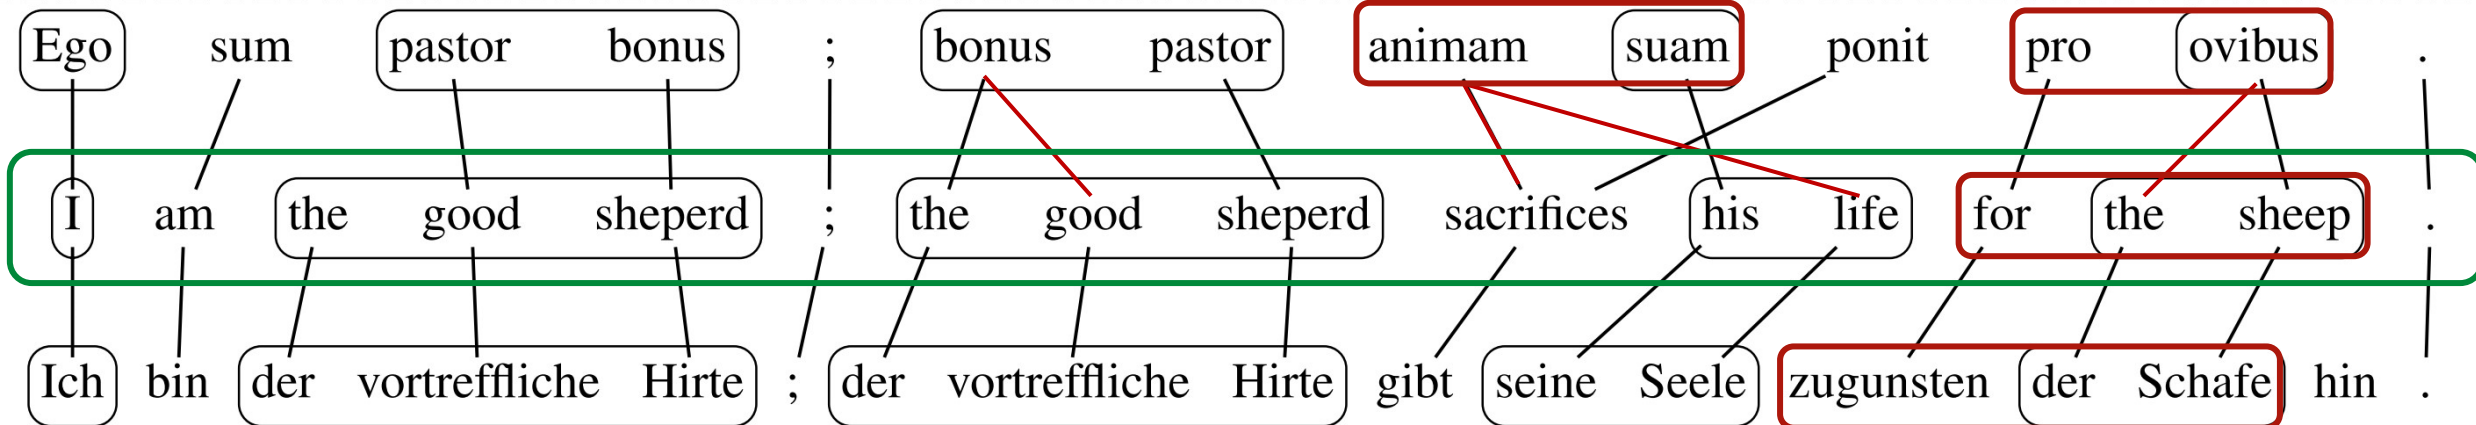 Ego sum pastor bonus ; bonus pastor animam suam ponit pro ovibus .
I am the good sheperd ; the good sheperd sacrifices his life for the sheep .
Ich bin der vortreffliche Hirte ; der vortreffliche Hirte gibt seine Seele zugunsten der Schafe hin .